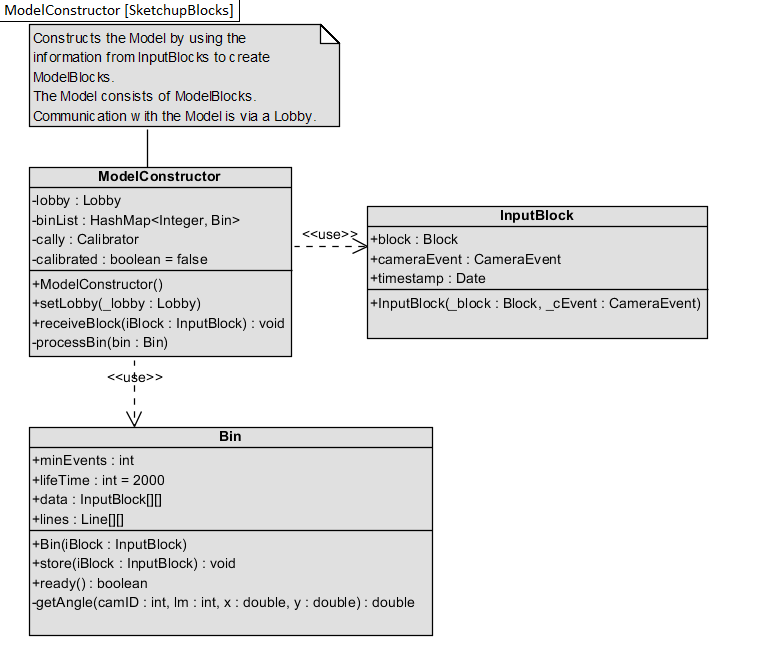 ModelConstructor [SketchupBlocks]
Constructs the Model by using the
information from InputBlocks to create
ModelBlocks.
The Model consists of ModelBlocks.
Communication with the Model is via a Lobby.
ModelConstructor
-lobby : Lobby
-binList : HashMap<Integer, Bin>
-cally : Calibrator
-calibrated : boolean = false
+ModelConstructor()
+setLobby(_lobby : Lobby)
+receiveBlock(iBlock : InputBlock) : void
-processBin(bin : Bin)
<<use>>
InputBlock
+block : Block
+cameraEvent : CameraEvent
+timestamp : Date
+InputBlock(_block : Block, _cEvent : CameraEvent)
<<use>>
Bin
+minEvents : int
+lifeTime : int = 2000
+data : InputBlock[][]
+lines : Line[][]
+Bin(iBlock : InputBlock)
+store(iBlock : InputBlock) : void
+ready() : boolean
-getAngle(camID : int, lm : int, x : double, y : double) : double